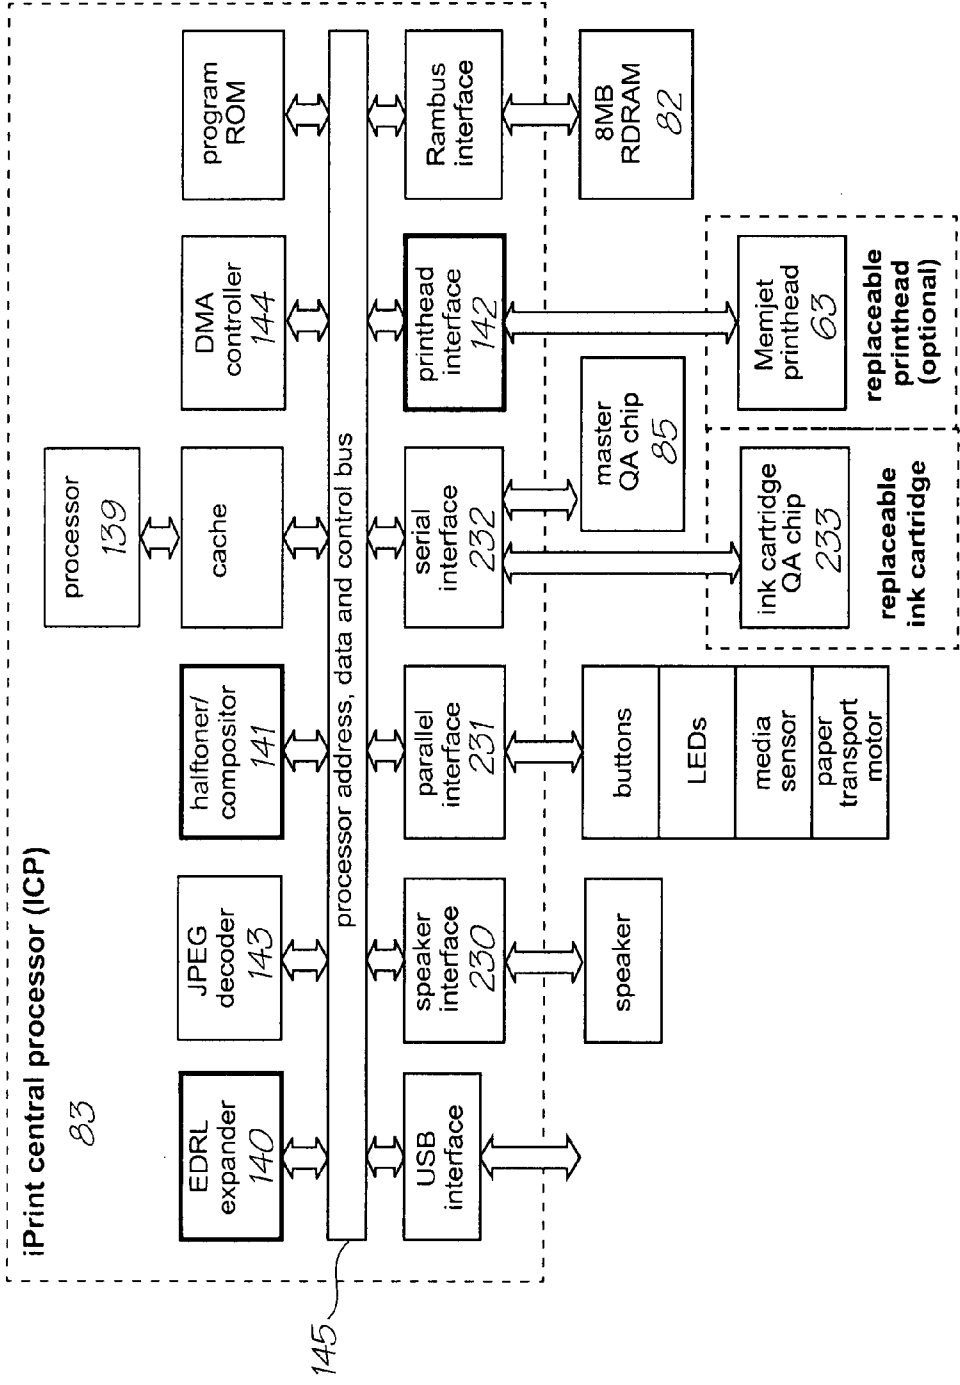 iPrint central processor (ICP)
83
processor
139
EDRL
expander
140
JPEG
decoder
143
halftoner/
compositor
141
cache
DMA
controller
144
program
ROM
145
processor address, data and control bus
USB
interface
speaker
interface
230
parallel
interface
231
serial
interface
232
printhead
interface
142
Rambus
interface
speaker
buttons
LEDs
media
sensor
paper
transport
motor
master
QA chip
85
8MB
RDRAM
82
ink cartridge
QA chip
233
replaceable
ink cartridge
Memjet
printhead
63
replaceable
printhead
(optional)